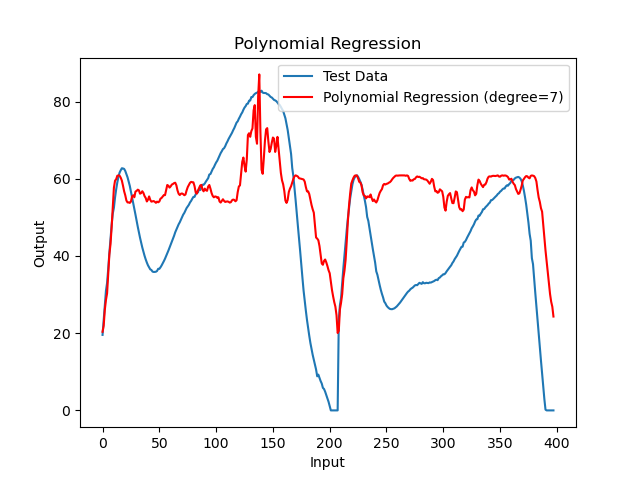 Polynomial Regression
Test Data
Polynomial Regression (degree=7)
Output
80
60
40
20
0
0 50 100 150 200 250 300 350 400
Input